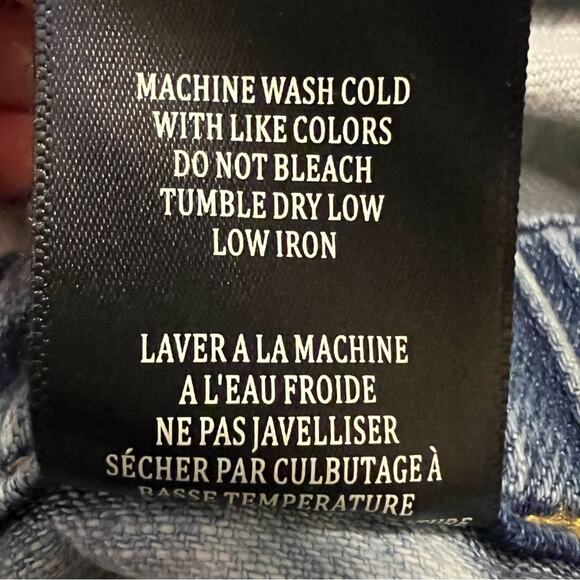 MACHINE WASH COLD
WITH LIKE COLORS
DO NOT BLEACH
TUMBLE DRY LOW
LOW IRON
LAVER A LA MACHINE
A L'EAU FROIDE
NE PAS JAVELLISER
SÉCHER PAR CULBUTAGE À
BASSE TEMPERATURE